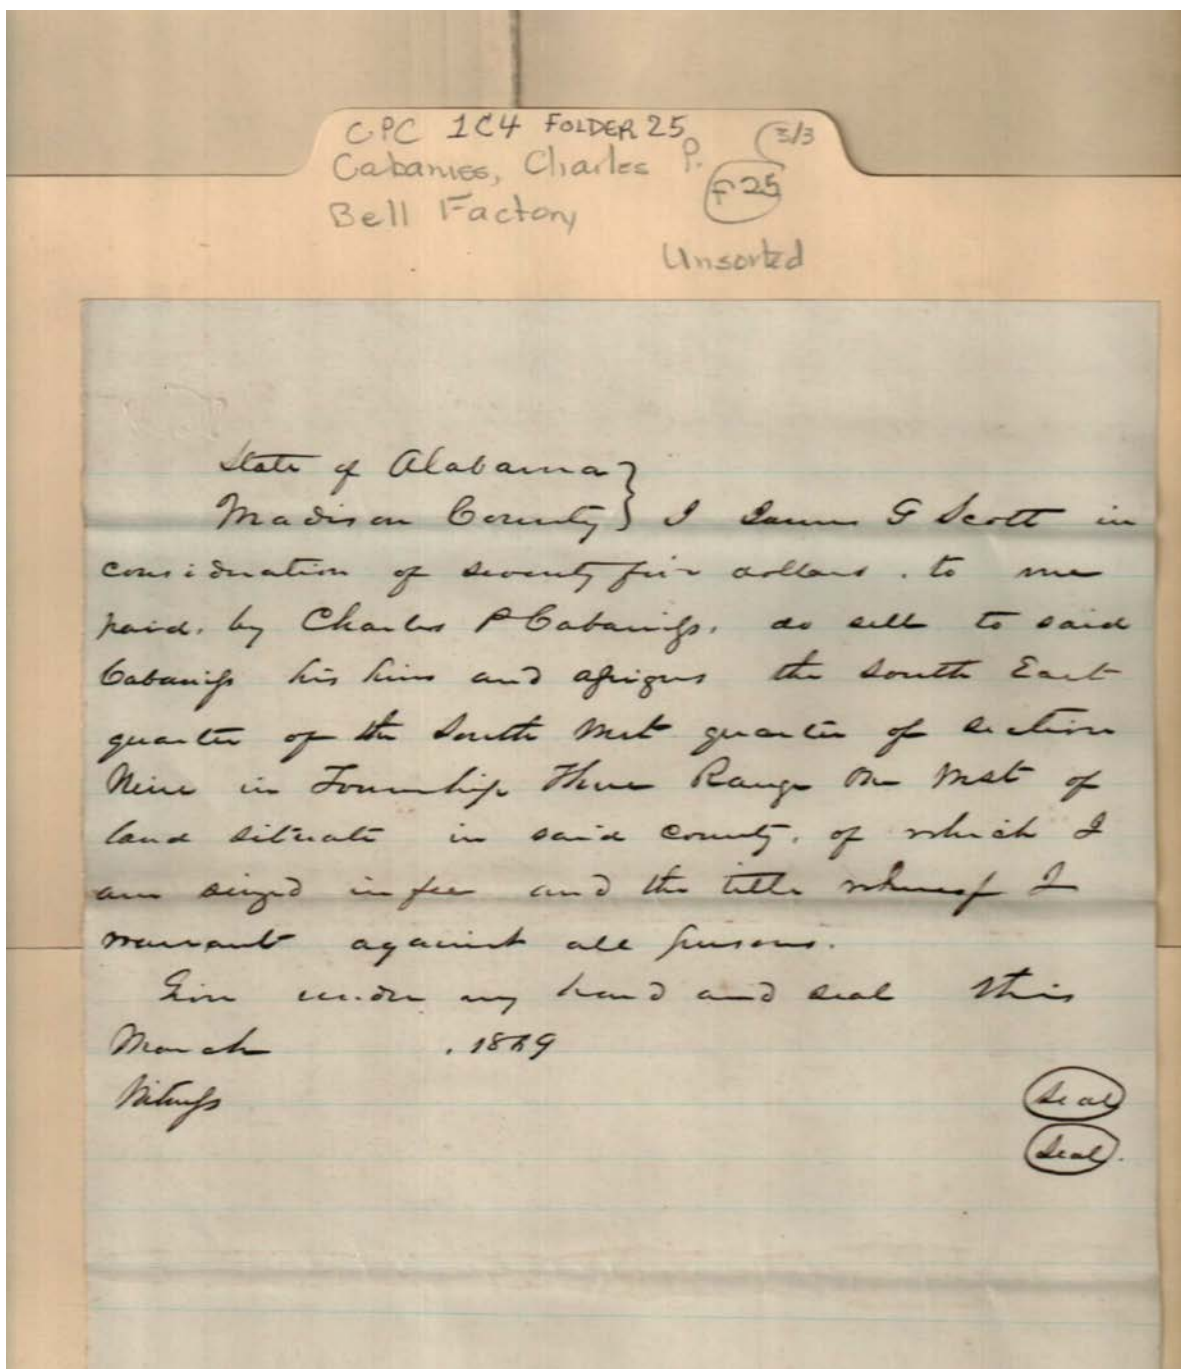 CPC 1C4 FOLDER 25 3/3
Cabaniss, Charles P.
F 25
Bell Factory
Unsorted
State of Alabama }
Madison County } I James G Scott in
consideration of seventy five dollars. to me
paid. by Charles P Cabaniss. do sell to said
Cabaniss his heirs and assigns the South East
quarter of the South West quarter of section
Nine in Township Three Range One West of
land situate in said county. of which I
am seized in fee and the title whereof I
warrant against all persons.
Given under my hand and seal this
March . 1869
Witness
Seal
Seal.